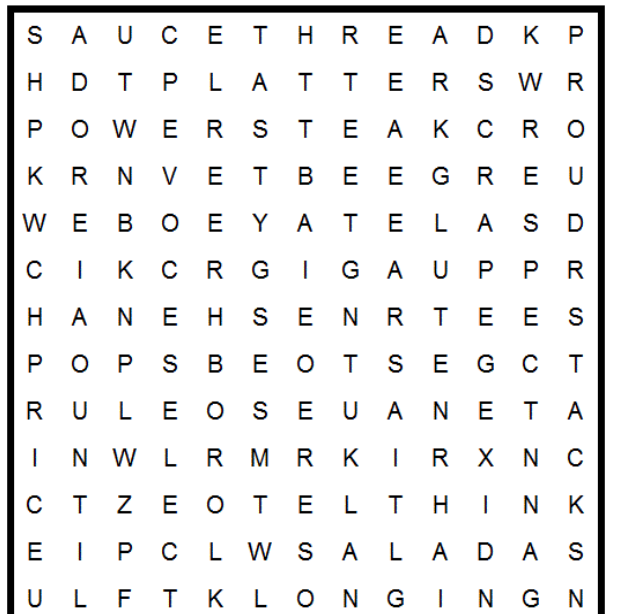 S A U C E T H R E A D K P
H D T P L A T T E R S W R
P O W E R S T E A K C R O
K R N V E T B E E G R E U
W E B O E Y A T E L A S D
C I K C R G I G A U P P R
H A N E H S E N R T E E S
P O P S B E O T S E G C T
R U L E O S E U A N E T A
I N W L R M R K I R X N C
C T Z E O T E L T H I N K
E I P C L W S A L A D A S
U L F T K L O N G I N G N